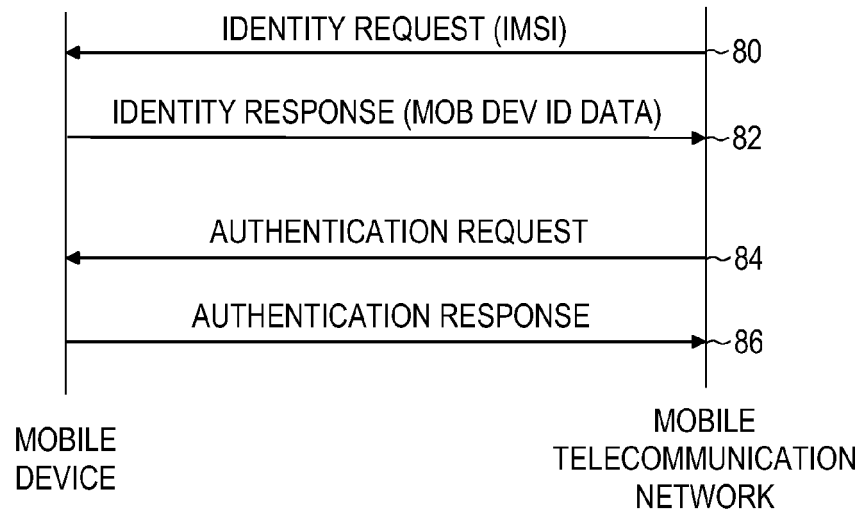 IDENTITY REQUEST (IMSI)
80
IDENTITY RESPONSE (MOB DEV ID DATA)
82
AUTHENTICATION REQUEST
84
AUTHENTICATION RESPONSE
86
MOBILE
DEVICE
MOBILE
TELECOMMUNICATION
NETWORK